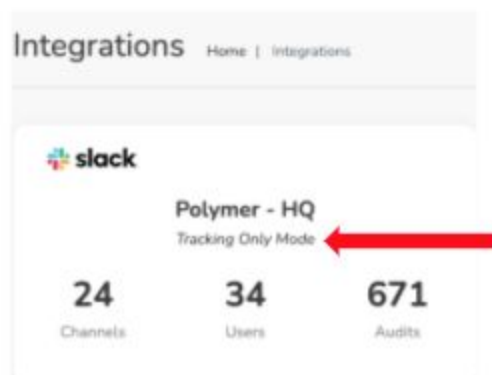 Integrations Home | Integrations
slack
Polymer - HQ
Tracking Only Mode
24 34 671
Channels Users Audits